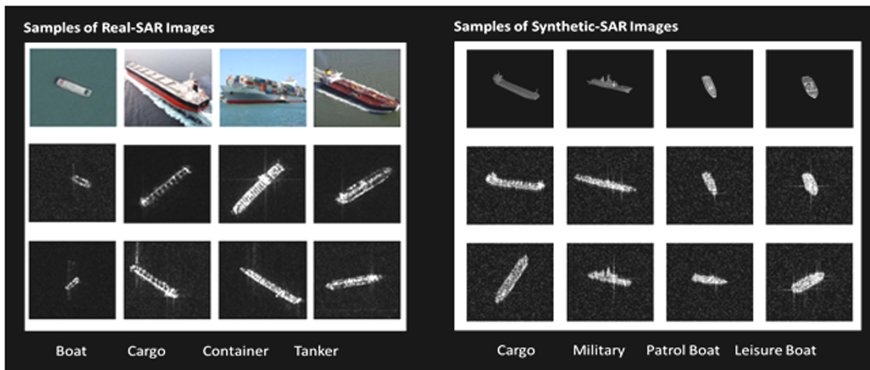 Samples of Real-SAR Images
Samples of Synthetic-SAR Images
Boat Cargo Container Tanker
Cargo Military Patrol Boat Leisure Boat